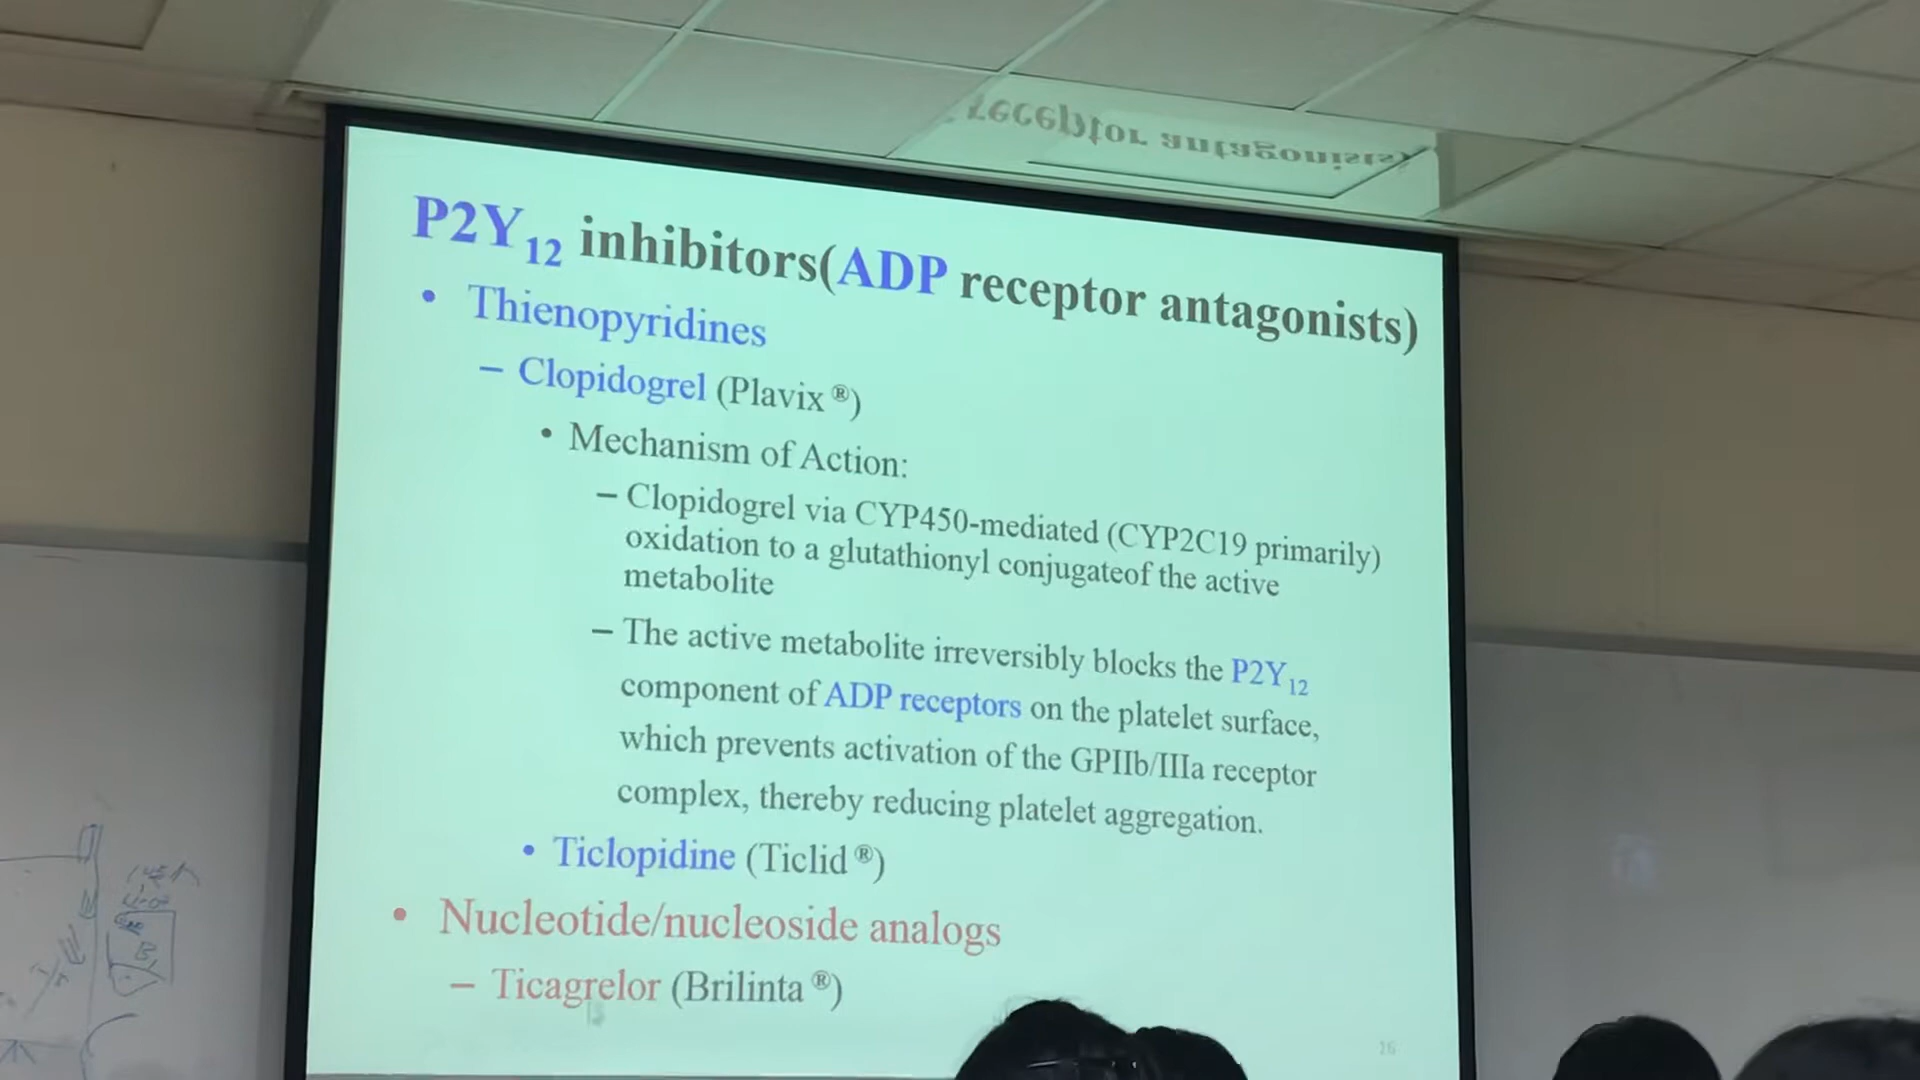 receptor antagonists)
P2Y12 inhibitors(ADP receptor antagonists)
• Thienopyridines
– Clopidogrel (Plavix ®)
• Mechanism of Action:
– Clopidogrel via CYP450-mediated (CYP2C19 primarily)
oxidation to a glutathionyl conjugateof the active
metabolite
– The active metabolite irreversibly blocks the P2Y12
component of ADP receptors on the platelet surface,
which prevents activation of the GPIIb/IIIa receptor
complex, thereby reducing platelet aggregation.
• Ticlopidine (Ticlid ®)
• Nucleotide/nucleoside analogs
– Ticagrelor (Brilinta ®)
16